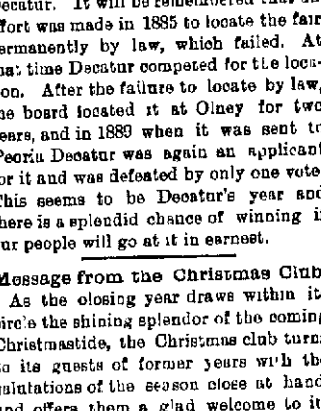 Decatur. It will be remembered that an
fort was made in 1885 to locate the fair
ermanently by law, which failed. At
hat time Decatur competed for the loca-
on. After the failure to locate by law,
he board located it at Olney for two
ears, and in 1889 when it was sent to
Peoria Decatur was again an applicant
or it and was defeated by only one vote.
This seems to be Decatur's year and
here is a splendid chance of winning i
ur people will go at it in earnest.
Message from the Christmas Club
As the closing year draws within it
circle the shining splendor of the coming
Christmastide, the Christmas club turns
to its guests of former years with the
salutations of the season close at hand
and offers them a glad welcome to it